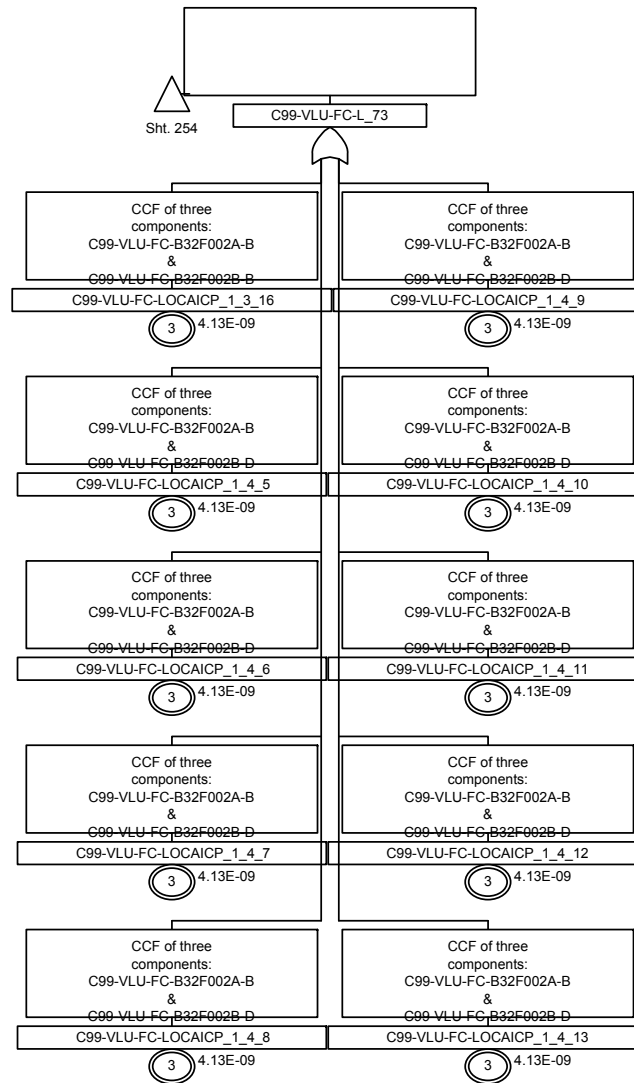 C99-VLU-FC-L_73
Sht. 254
CCF of three
components:
C99-VLU-FC-B32F002A-B
&
C99-VLU-FC-B32F002B-B
C99-VLU-FC-LOCAICP_1_3_16
3
4.13E-09
CCF of three
components:
C99-VLU-FC-B32F002A-B
&
C99-VLU-FC-B32F002B-D
C99-VLU-FC-LOCAICP_1_4_9
3
4.13E-09
CCF of three
components:
C99-VLU-FC-B32F002A-B
&
C99-VLU-FC-B32F002B-D
C99-VLU-FC-LOCAICP_1_4_5
3
4.13E-09
CCF of three
components:
C99-VLU-FC-B32F002A-B
&
C99-VLU-FC-B32F002B-D
C99-VLU-FC-LOCAICP_1_4_10
3
4.13E-09
CCF of three
components:
C99-VLU-FC-B32F002A-B
&
C99-VLU-FC-B32F002B-D
C99-VLU-FC-LOCAICP_1_4_6
3
4.13E-09
CCF of three
components:
C99-VLU-FC-B32F002A-B
&
C99-VLU-FC-B32F002B-D
C99-VLU-FC-LOCAICP_1_4_11
3
4.13E-09
CCF of three
components:
C99-VLU-FC-B32F002A-B
&
C99-VLU-FC-B32F002B-D
C99-VLU-FC-LOCAICP_1_4_7
3
4.13E-09
CCF of three
components:
C99-VLU-FC-B32F002A-B
&
C99-VLU-FC-B32F002B-D
C99-VLU-FC-LOCAICP_1_4_12
3
4.13E-09
CCF of three
components:
C99-VLU-FC-B32F002A-B
&
C99-VLU-FC-B32F002B-D
C99-VLU-FC-LOCAICP_1_4_8
3
4.13E-09
CCF of three
components:
C99-VLU-FC-B32F002A-B
&
C99-VLU-FC-B32F002B-D
C99-VLU-FC-LOCAICP_1_4_13
3
4.13E-09